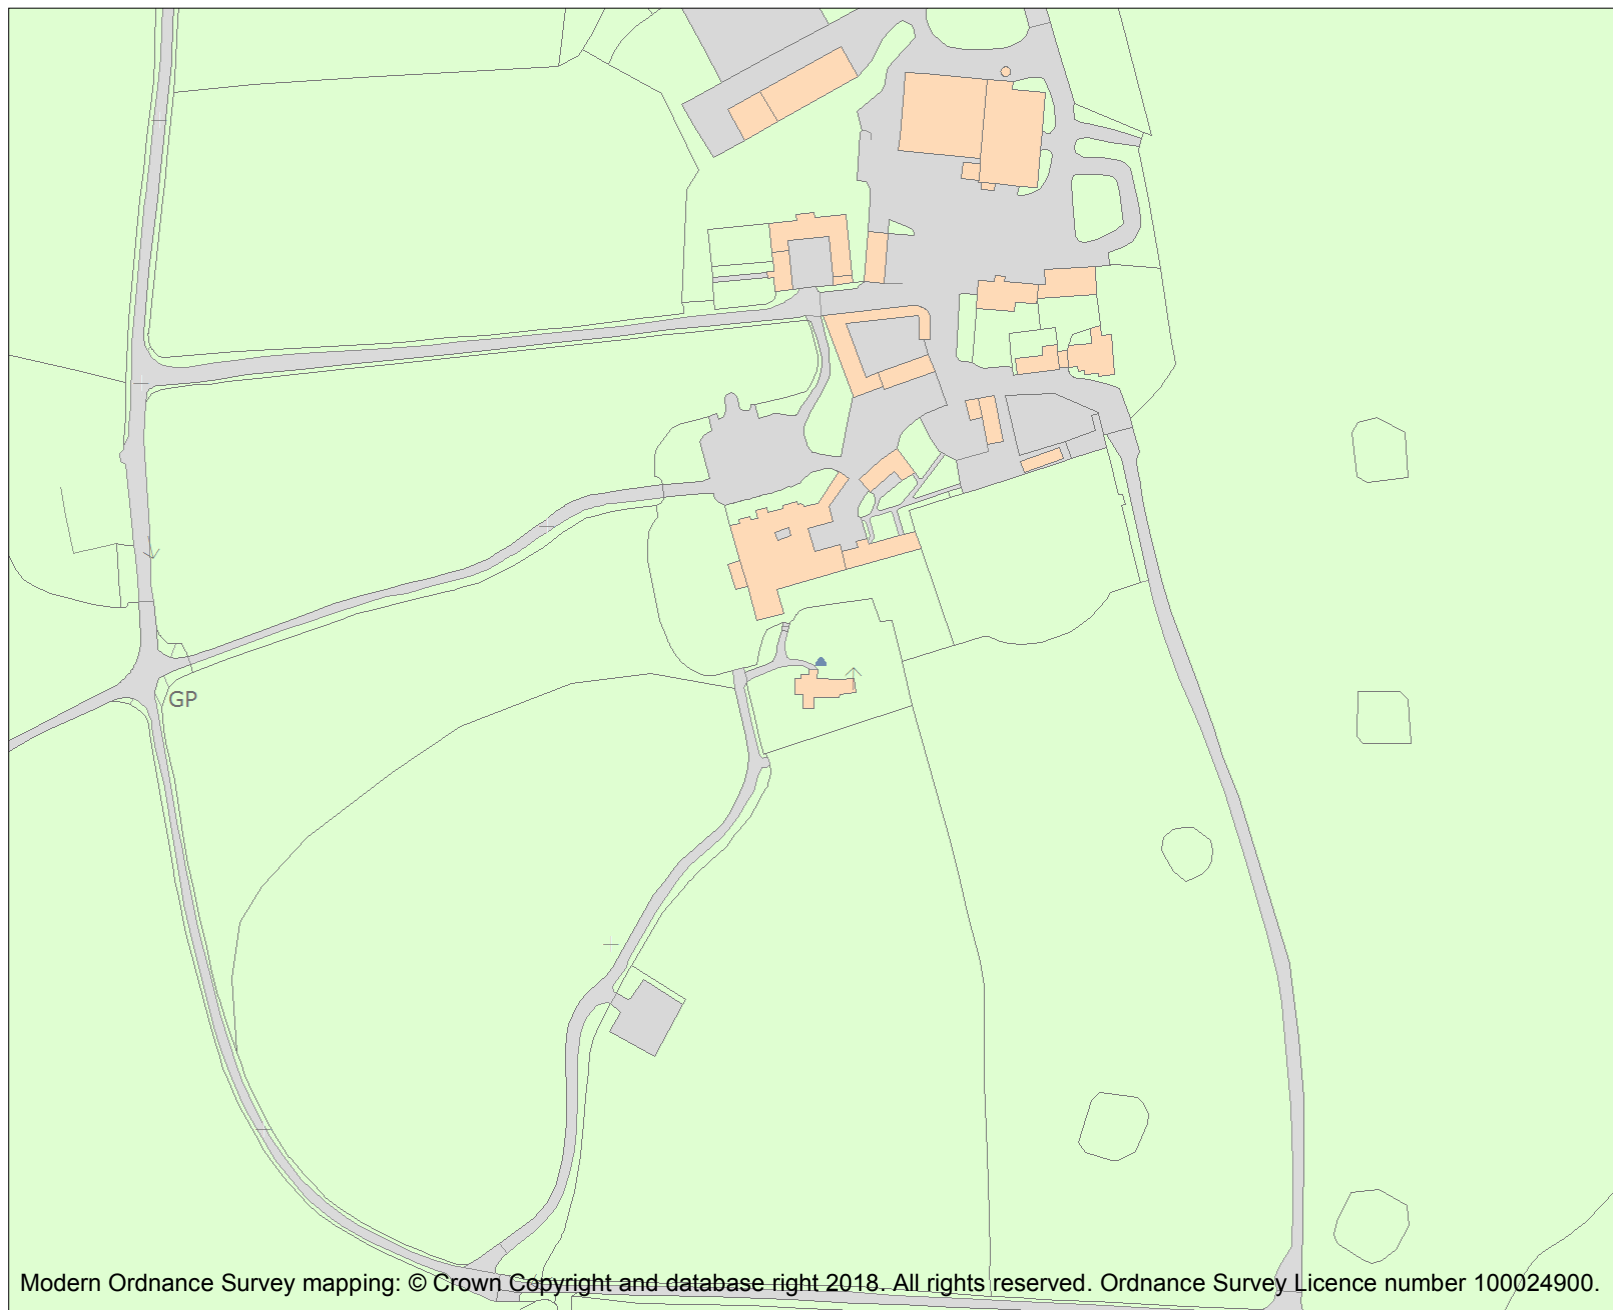 GP
Modern Ordnance Survey mapping: © Crown Copyright and database right 2018. All rights reserved. Ordnance Survey Licence number 100024900.